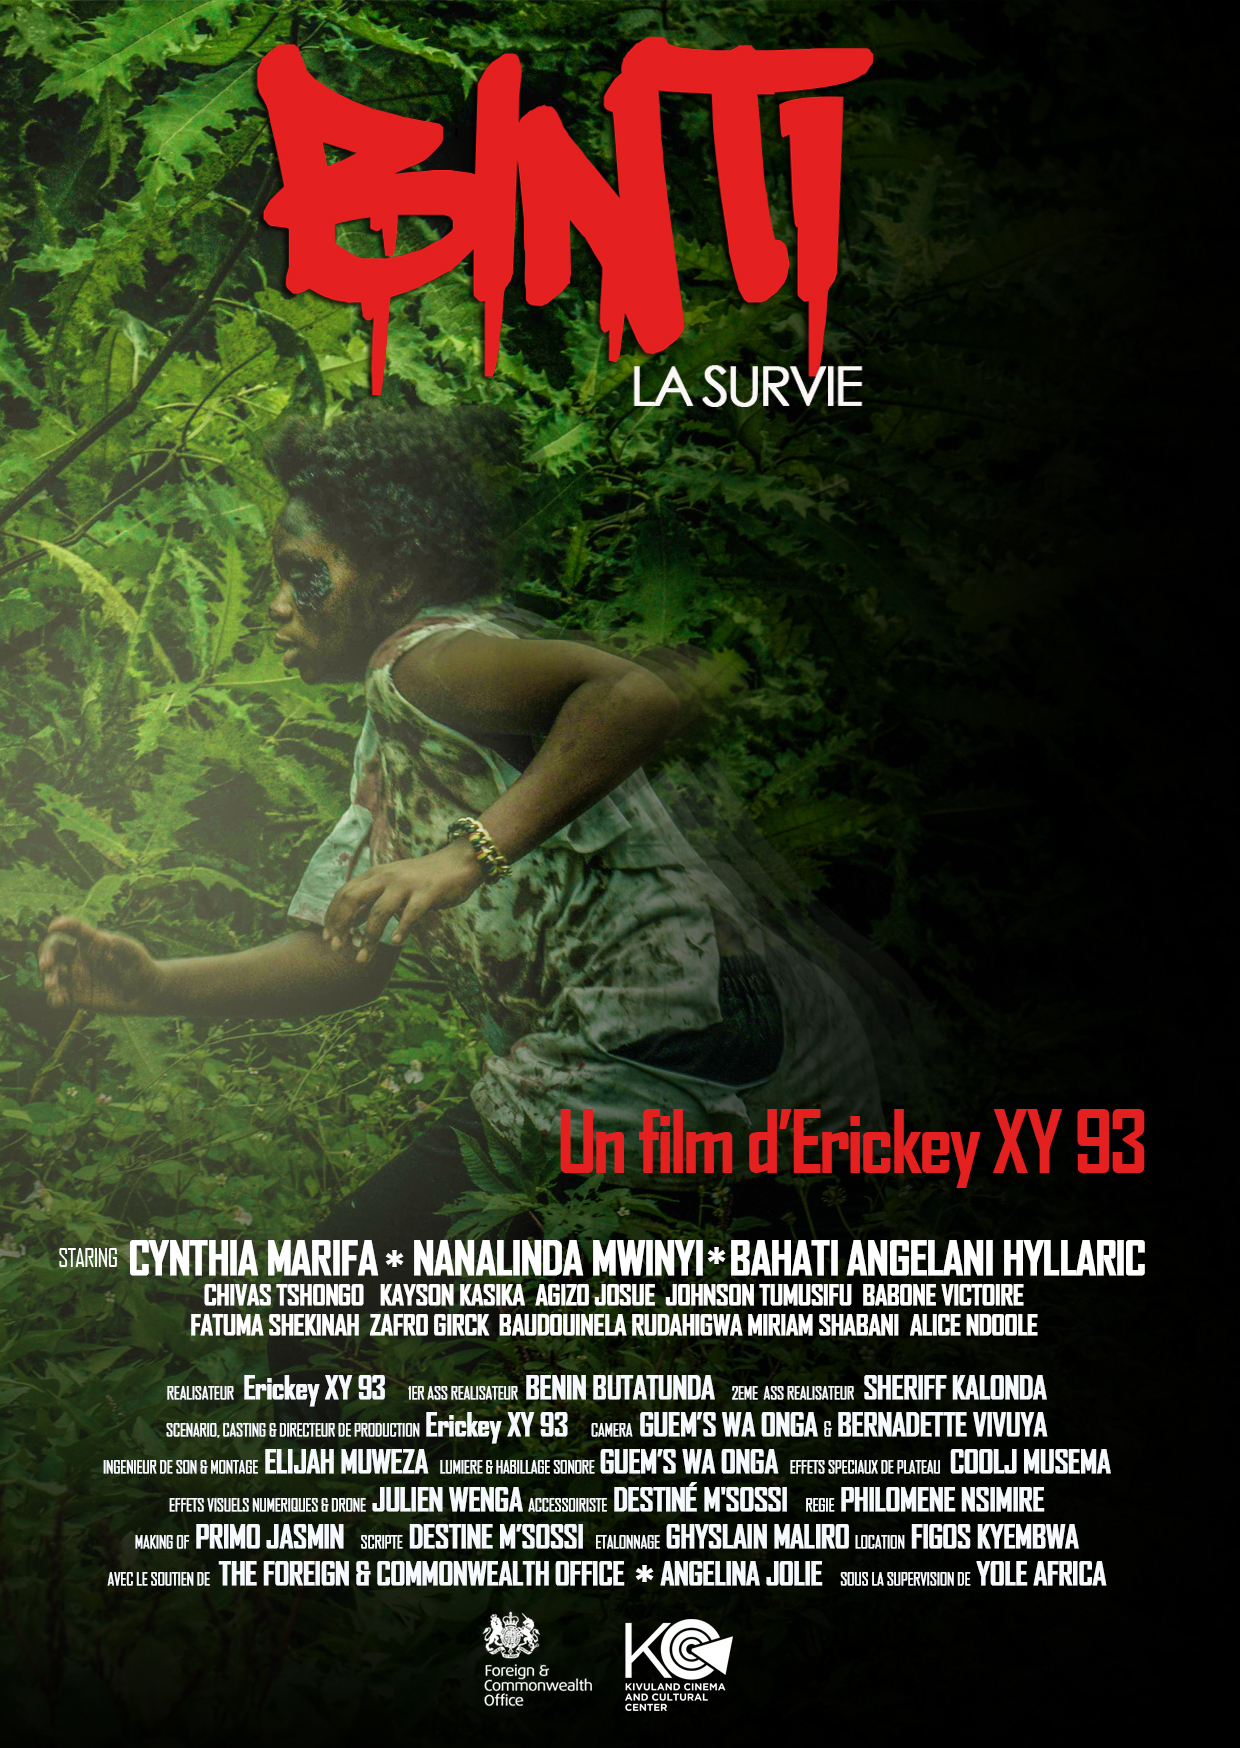 BINTI
LA SURVIE
Un film d'Erickey XY 93
STARING CYNTHIA MARIFA * NANALINDA MWINYI * BAHATI ANGELANI HYLLARIC
CHIVAS TSHONGO KAYSON KASIKA AGIZO JOSUE JOHNSON TUMUSIFU BABONE VICTOIRE
FATUMA SHEKINAH ZAFRO GIRCK BAUDOUINELA RUDAHIGWA MIRIAM SHABANI ALICE NDOOLE
REALISATEUR Erickey XY 93 1ER ASS REALISATEUR BENIN BUTATUNDA 2EME ASS REALISATEUR SHERIFF KALONDA
SCENARIO, CASTING & DIRECTEUR DE PRODUCTION Erickey XY 93 CAMERA GUEM'S WA ONGA & BERNADETTE VIVUYA
INGENIEUR DE SON & MONTAGE ELIJAH MUWEZA LUMIERE & HABILLAGE SONORE GUEM'S WA ONGA EFFETS SPECIAUX DE PLATEAU COOLJ MUSEMA
EFFETS VISUELS NUMERIQUES & DRONE JULIEN WENGA ACCESSOIRISTE DESTINÉ M'SOSSI REGIE PHILOMENE NSIMIRE
MAKING OF PRIMO JASMIN SCRIPTE DESTINE M'SOSSI ETALONNAGE GHYSLAIN MALIRO LOCATION FIGOS KYEMBWA
AVEC LE SOUTIEN DE THE FOREIGN & COMMONWEALTH OFFICE * ANGELINA JOLIE SOUS LA SUPERVISION DE YOLE AFRICA
Foreign &
Commonwealth
Office
KC
KIVULAND CINEMA
AND CULTURAL
CENTER